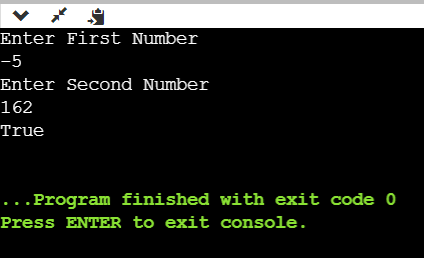 Enter First Number
-5
Enter Second Number
162
True
...Program finished with exit code 0
Press ENTER to exit console.